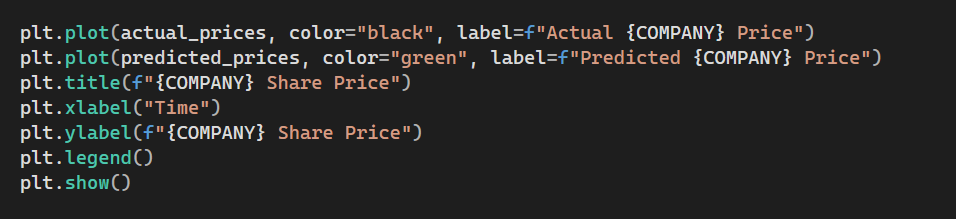 plt.plot(actual_prices, color="black", label=f"Actual {COMPANY} Price")
plt.plot(predicted_prices, color="green", label=f"Predicted {COMPANY} Price")
plt.title(f"{COMPANY} Share Price")
plt.xlabel("Time")
plt.ylabel(f"{COMPANY} Share Price")
plt.legend()
plt.show()